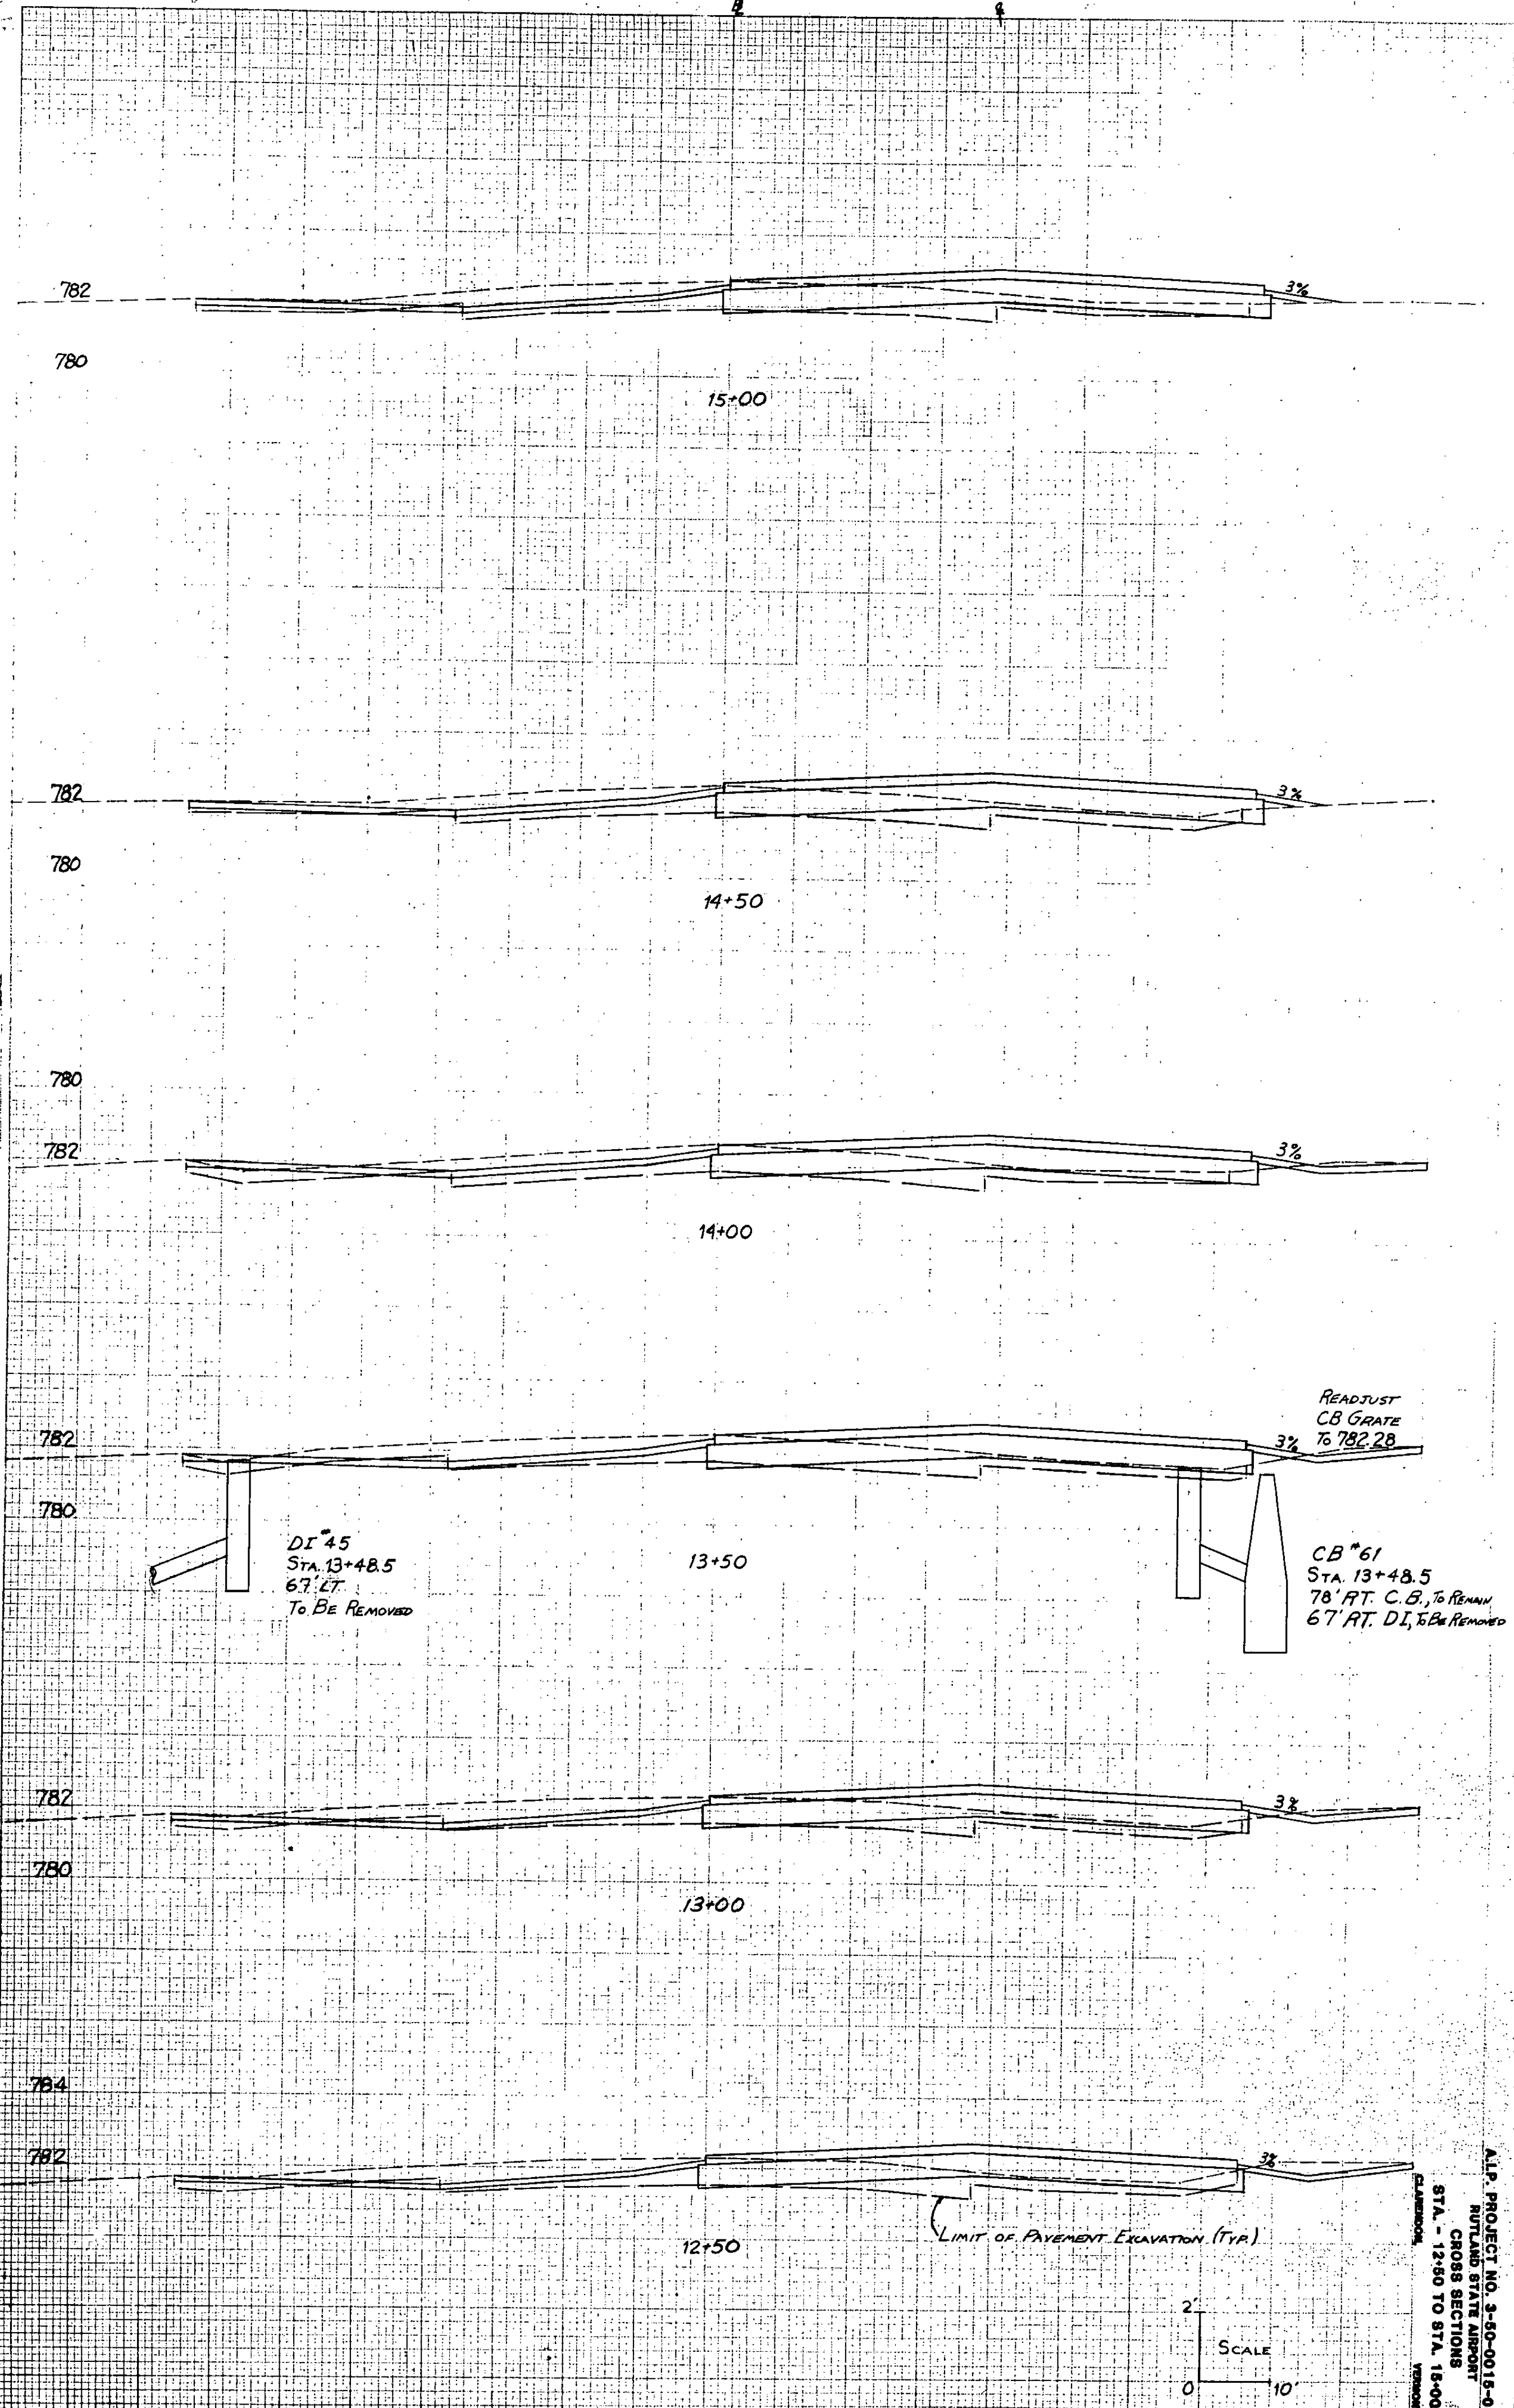 ℄
782
3%
780
15+00
782
3%
780
14+50
780
782
3%
14+00
READJUST
CB GRATE
TO 782.28
782
3%
780
DI #45
STA. 13+48.5
67' LT.
TO BE REMOVED
13+50
CB #61
STA. 13+48.5
78' RT. C.B., TO REMAIN
67' RT. DI, TO BE REMOVED
782
3%
780
13+00
784
782
3%
LIMIT OF PAVEMENT EXCAVATION (TYP.)
12+50
2'
SCALE
0
10'
A.I.P. PROJECT NO. 3-50-0015-0
RUTLAND STATE AIRPORT
CROSS SECTIONS
STA. - 12+50 TO STA. 15+00
CLARENDON, VERMONT